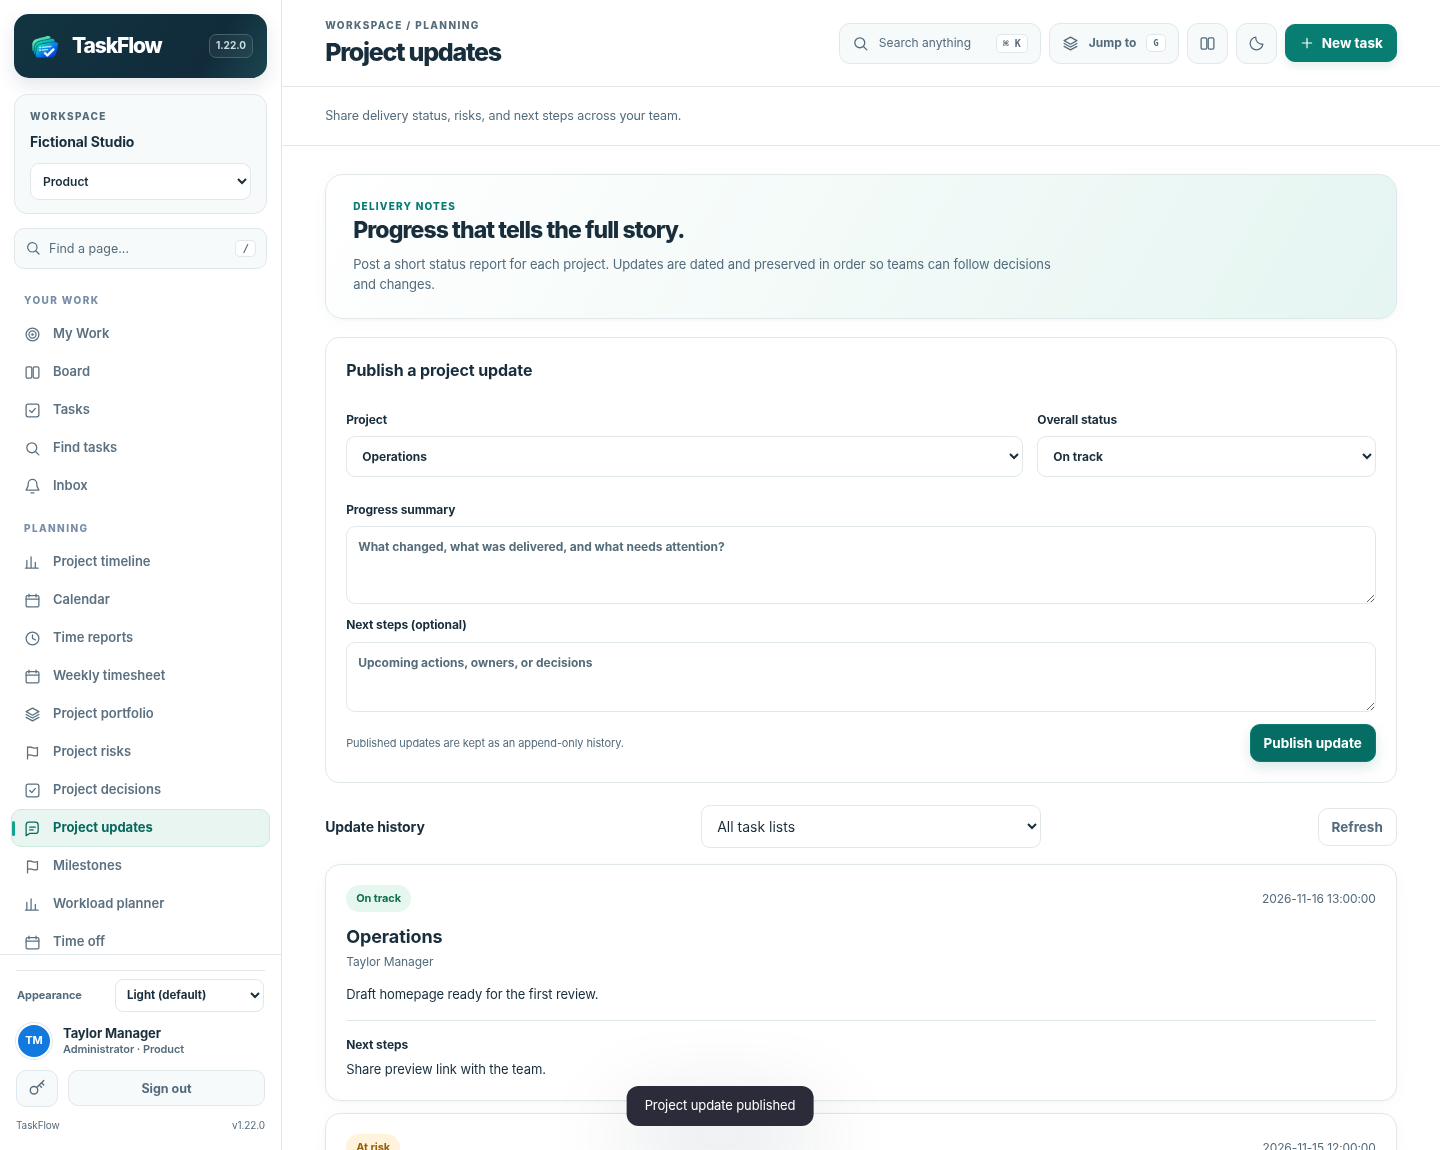 TaskFlow
1.22.0
WORKSPACE
Fictional Studio
Product
Find a page...
/
YOUR WORK
My Work
Board
Tasks
Find tasks
Inbox
PLANNING
Project timeline
Calendar
Time reports
Weekly timesheet
Project portfolio
Project risks
Project decisions
Project updates
Milestones
Workload planner
Time off
Appearance
Light (default)
TM
Taylor Manager
Administrator · Product
Sign out
TaskFlow
v1.22.0
WORKSPACE / PLANNING
Project updates
Search anything
⌘ K
Jump to
G
New task
Share delivery status, risks, and next steps across your team.
DELIVERY NOTES
Progress that tells the full story.
Post a short status report for each project. Updates are dated and preserved in order so teams can follow decisions
and changes.
Publish a project update
Project
Overall status
Operations
On track
Progress summary
What changed, what was delivered, and what needs attention?
Next steps (optional)
Upcoming actions, owners, or decisions
Published updates are kept as an append-only history.
Publish update
Update history
All task lists
Refresh
On track
2026-11-16 13:00:00
Operations
Taylor Manager
Draft homepage ready for the first review.
Next steps
Share preview link with the team.
Project update published
At risk
2026-11-15 12:00:00